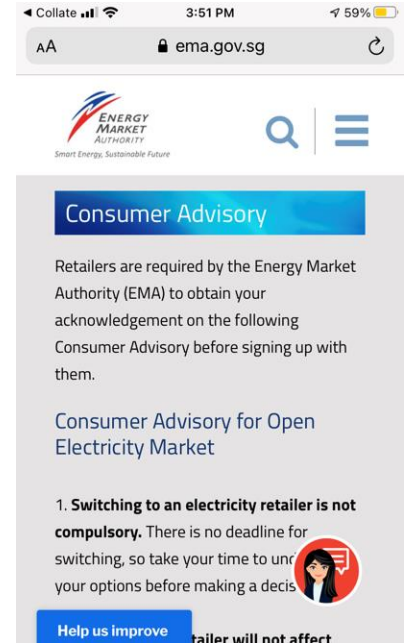 ◀ Collate 3:51 PM 59%
AA ema.gov.sg
ENERGY
MARKET
AUTHORITY
Smart Energy, Sustainable Future
Consumer Advisory
Retailers are required by the Energy Market
Authority (EMA) to obtain your
acknowledgement on the following
Consumer Advisory before signing up with
them.
Consumer Advisory for Open
Electricity Market
1. Switching to an electricity retailer is not
compulsory. There is no deadline for
switching, so take your time to
your options before making a
Help us improve
will not affect